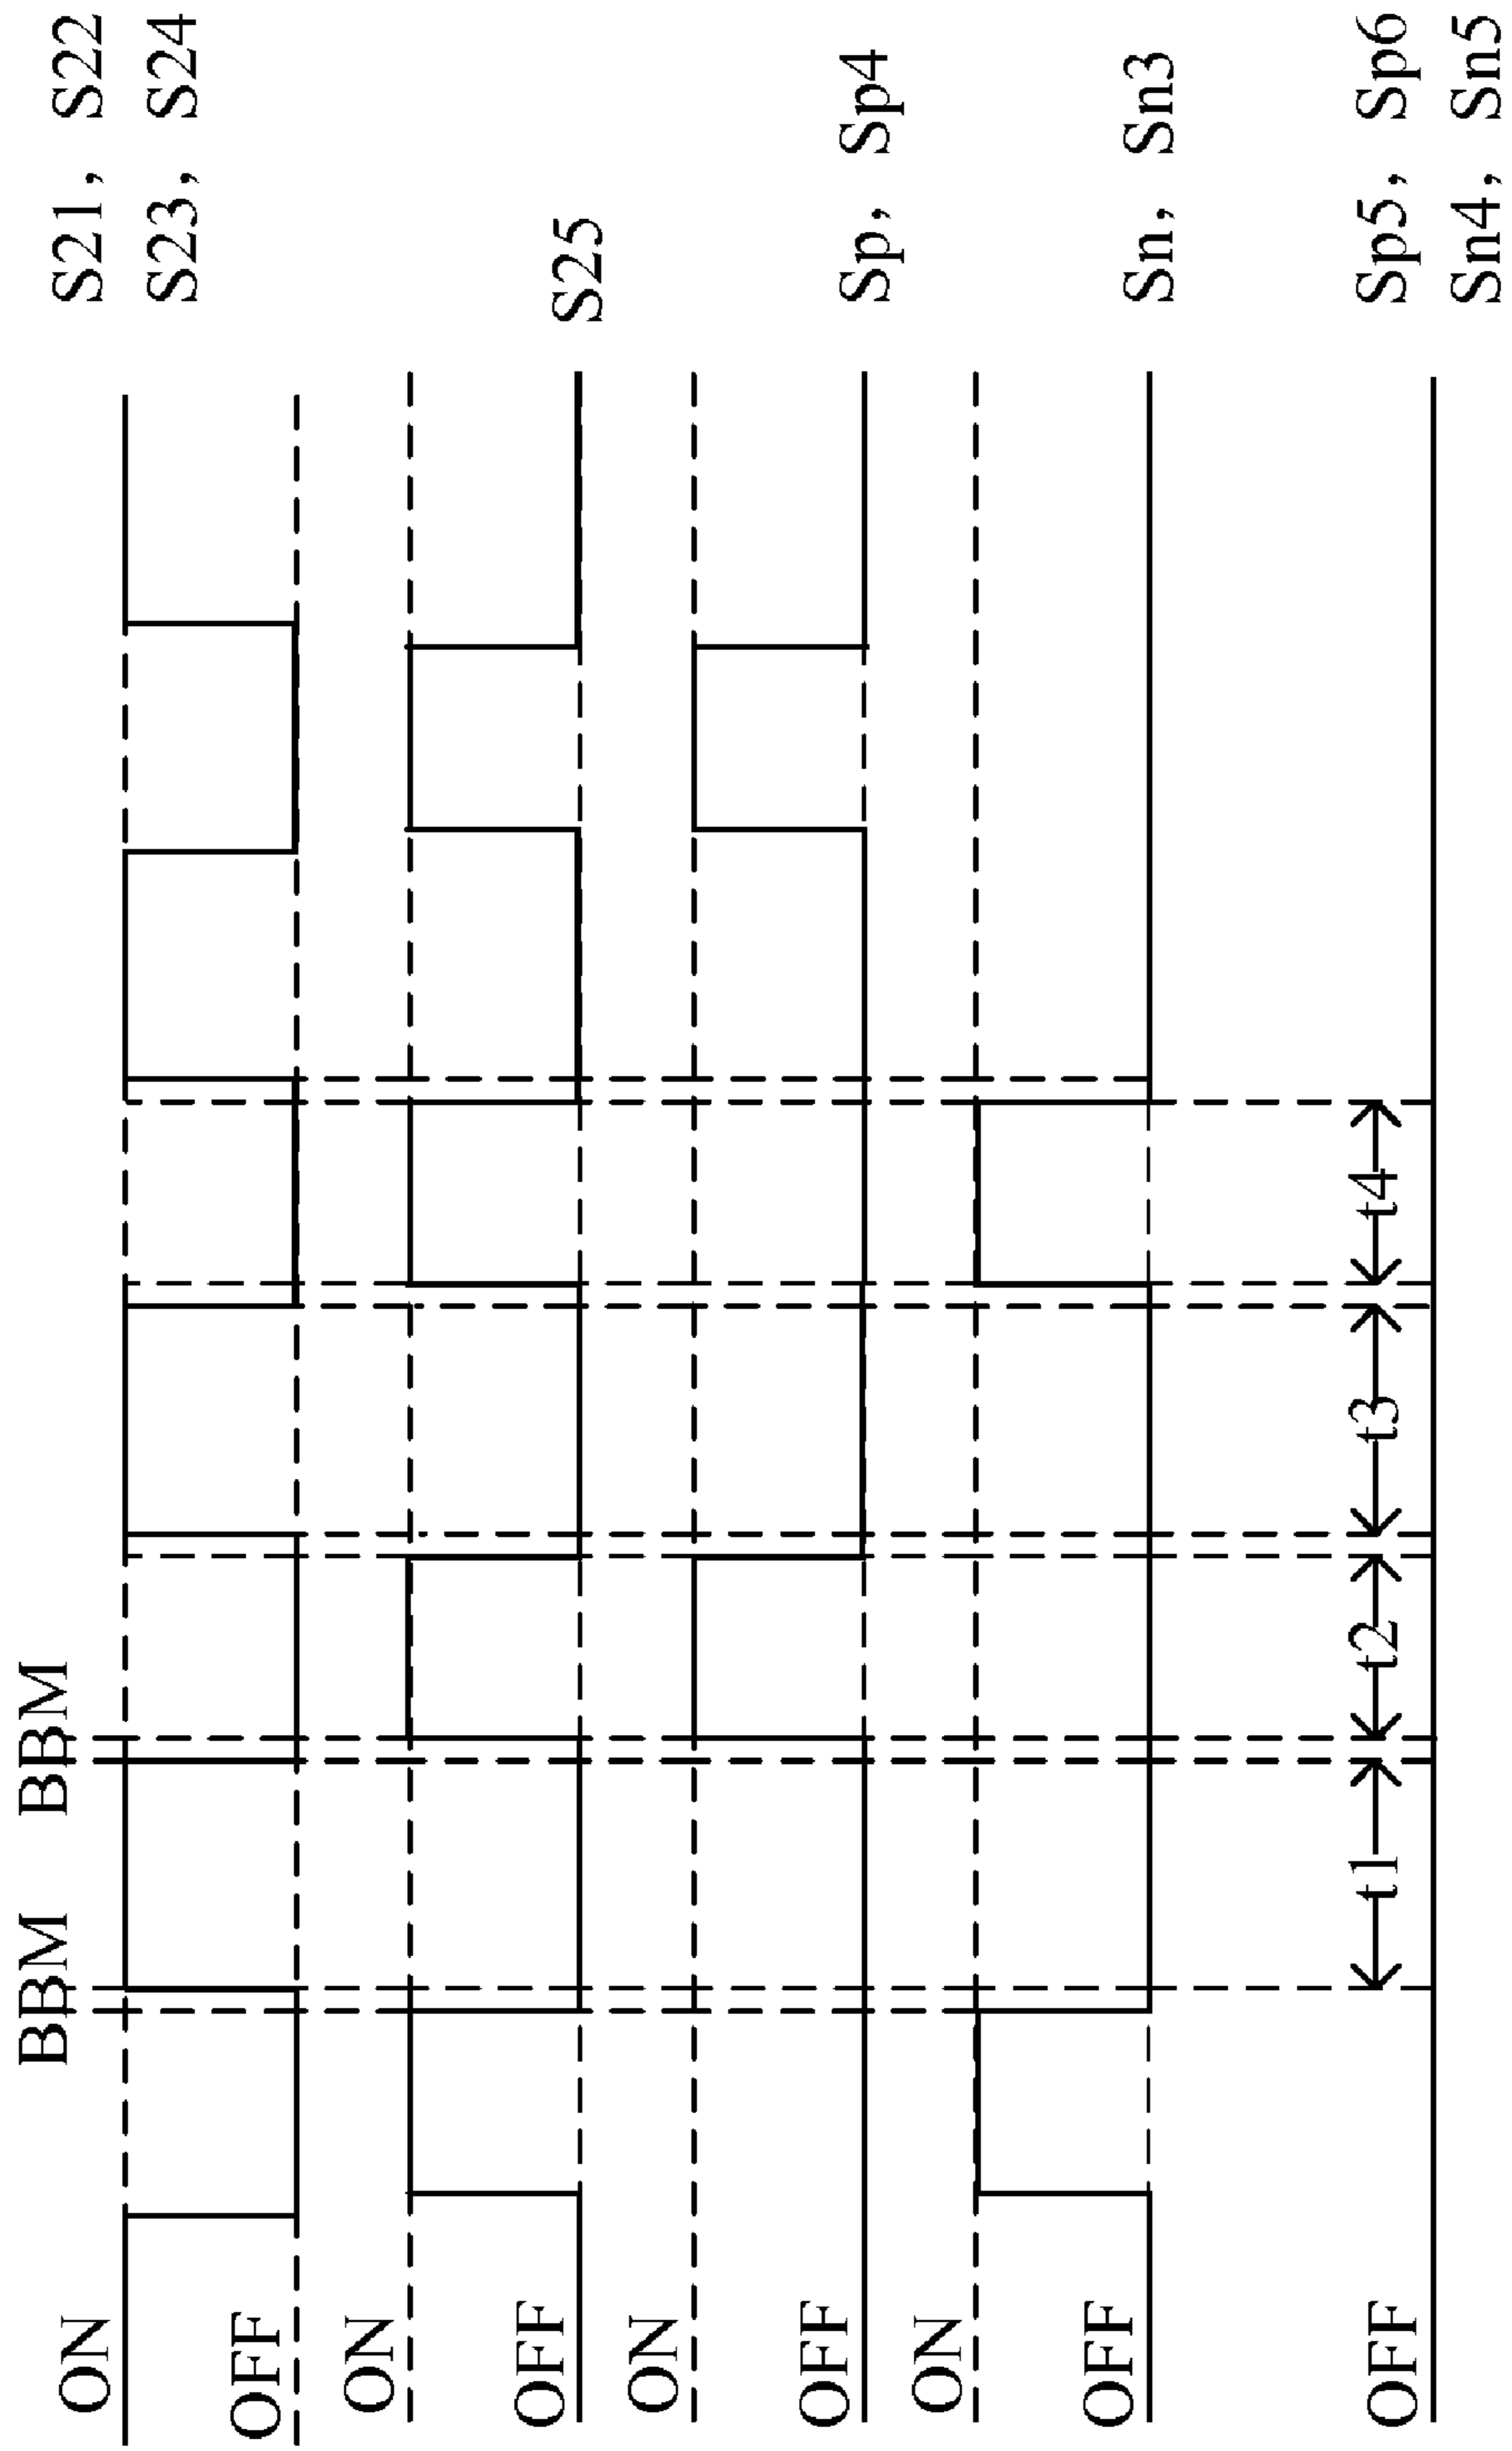 BBM BBM
ON
S21, S22
OFF
S23, S24
ON
OFF
S25
ON
OFF
Sp, Sp4
ON
OFF
Sn, Sn3
t1 t2 t3 t4
OFF
Sp5, Sp6
Sn4, Sn5